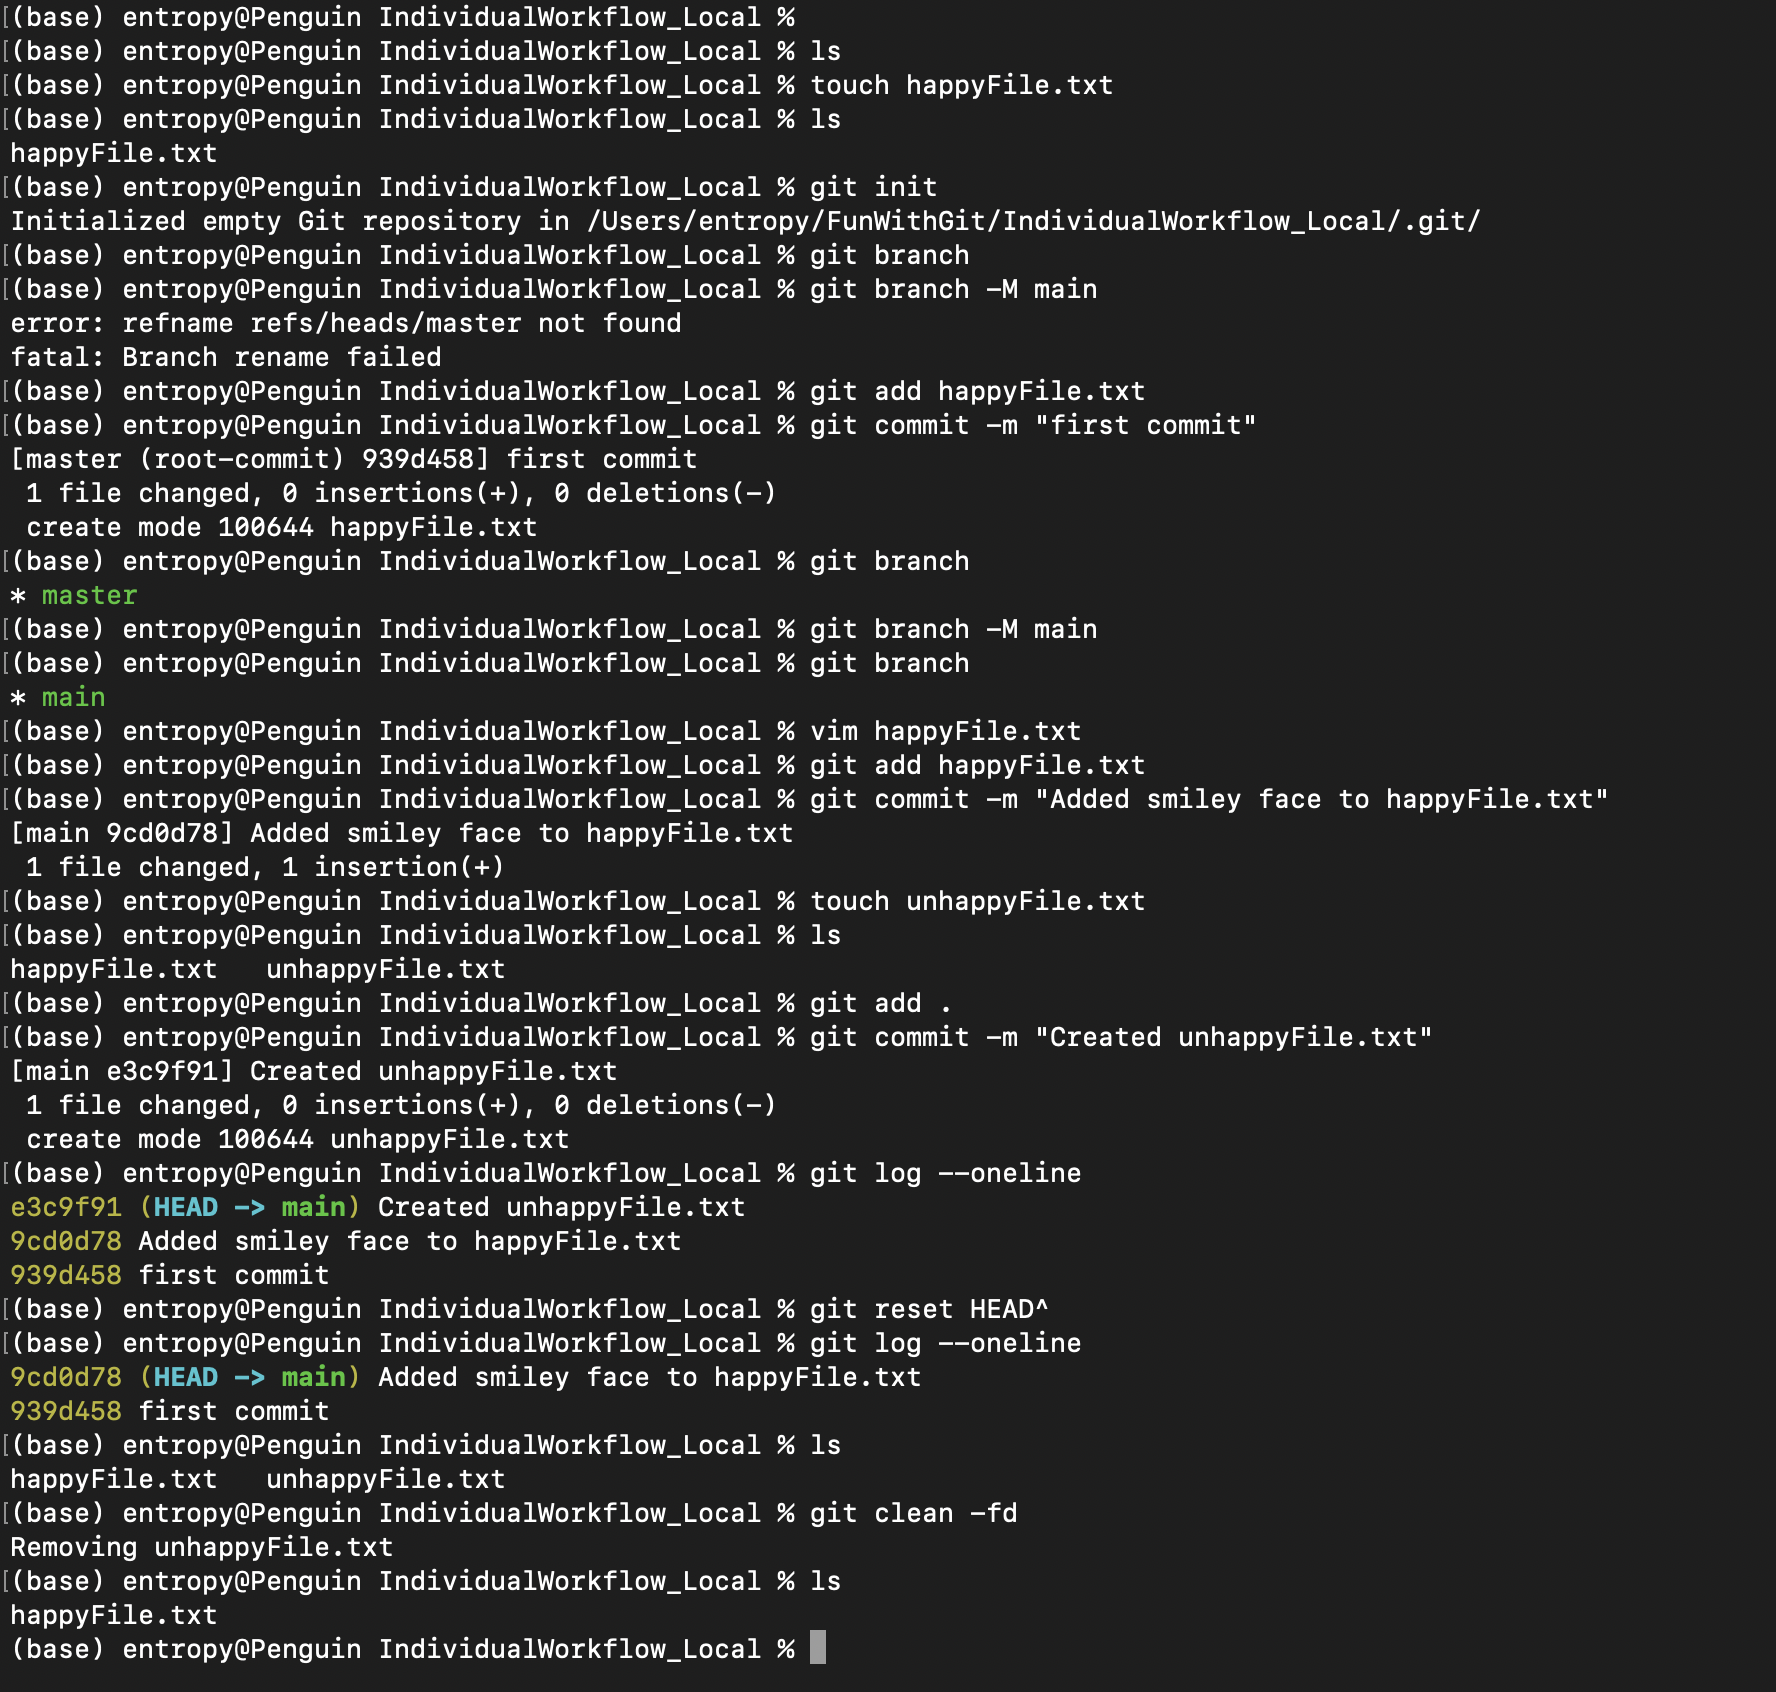 [(base) entropy@Penguin IndividualWorkflow_Local %
[(base) entropy@Penguin IndividualWorkflow_Local % ls
[(base) entropy@Penguin IndividualWorkflow_Local % touch happyFile.txt
[(base) entropy@Penguin IndividualWorkflow_Local % ls
happyFile.txt
[(base) entropy@Penguin IndividualWorkflow_Local % git init
Initialized empty Git repository in /Users/entropy/FunWithGit/IndividualWorkflow_Local/.git/
[(base) entropy@Penguin IndividualWorkflow_Local % git branch
[(base) entropy@Penguin IndividualWorkflow_Local % git branch -M main
error: refname refs/heads/master not found
fatal: Branch rename failed
[(base) entropy@Penguin IndividualWorkflow_Local % git add happyFile.txt
[(base) entropy@Penguin IndividualWorkflow_Local % git commit -m "first commit"
[master (root-commit) 939d458] first commit
 1 file changed, 0 insertions(+), 0 deletions(-)
 create mode 100644 happyFile.txt
[(base) entropy@Penguin IndividualWorkflow_Local % git branch
* master
[(base) entropy@Penguin IndividualWorkflow_Local % git branch -M main
[(base) entropy@Penguin IndividualWorkflow_Local % git branch
* main
[(base) entropy@Penguin IndividualWorkflow_Local % vim happyFile.txt
[(base) entropy@Penguin IndividualWorkflow_Local % git add happyFile.txt
[(base) entropy@Penguin IndividualWorkflow_Local % git commit -m "Added smiley face to happyFile.txt"
[main 9cd0d78] Added smiley face to happyFile.txt
 1 file changed, 1 insertion(+)
[(base) entropy@Penguin IndividualWorkflow_Local % touch unhappyFile.txt
[(base) entropy@Penguin IndividualWorkflow_Local % ls
happyFile.txt   unhappyFile.txt
[(base) entropy@Penguin IndividualWorkflow_Local % git add .
[(base) entropy@Penguin IndividualWorkflow_Local % git commit -m "Created unhappyFile.txt"
[main e3c9f91] Created unhappyFile.txt
 1 file changed, 0 insertions(+), 0 deletions(-)
 create mode 100644 unhappyFile.txt
[(base) entropy@Penguin IndividualWorkflow_Local % git log --oneline
e3c9f91 (HEAD -> main) Created unhappyFile.txt
9cd0d78 Added smiley face to happyFile.txt
939d458 first commit
[(base) entropy@Penguin IndividualWorkflow_Local % git reset HEAD^
[(base) entropy@Penguin IndividualWorkflow_Local % git log --oneline
9cd0d78 (HEAD -> main) Added smiley face to happyFile.txt
939d458 first commit
[(base) entropy@Penguin IndividualWorkflow_Local % ls
happyFile.txt   unhappyFile.txt
[(base) entropy@Penguin IndividualWorkflow_Local % git clean -fd
Removing unhappyFile.txt
[(base) entropy@Penguin IndividualWorkflow_Local % ls
happyFile.txt
(base) entropy@Penguin IndividualWorkflow_Local %